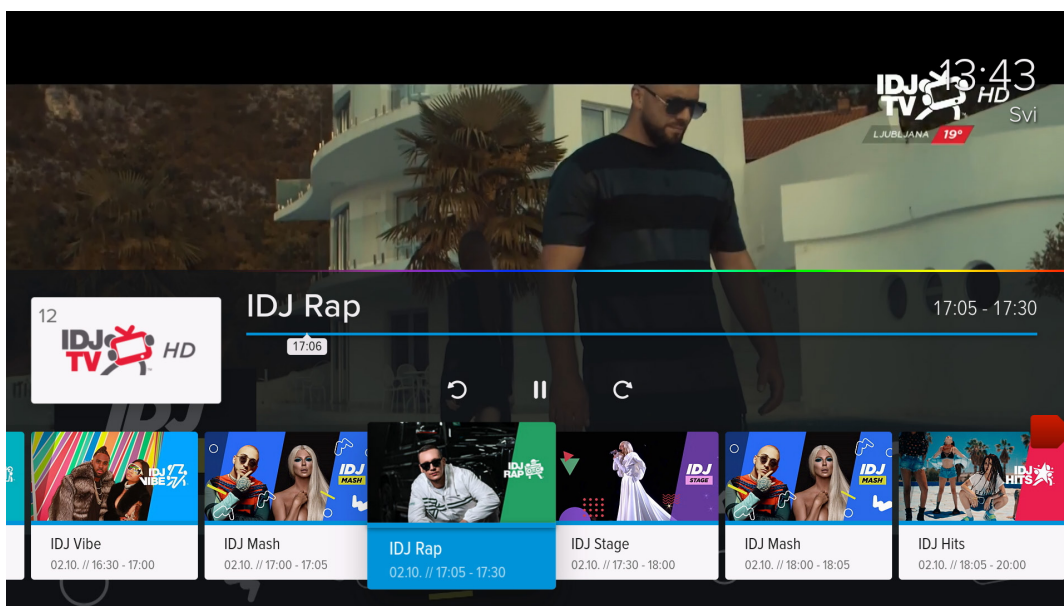 13:43
IDJ
TV HD
Svi
LJUBLJANA 19°
IDJ Rap
17:05 - 17:30
12
IDJ
TV HD
17:06
IDJ
IDJ
VIBE
IDJ
MASH
IDJ
RAP
IDJ
STAGE
IDJ
MASH
IDJ
HITS
IDJ Vibe
02.10. // 16:30 - 17:00
IDJ Mash
02.10. // 17:00 - 17:05
IDJ Rap
02.10. // 17:05 - 17:30
IDJ Stage
02.10. // 17:30 - 18:00
IDJ Mash
02.10. // 18:00 - 18:05
IDJ Hits
02.10. // 18:05 - 20:00